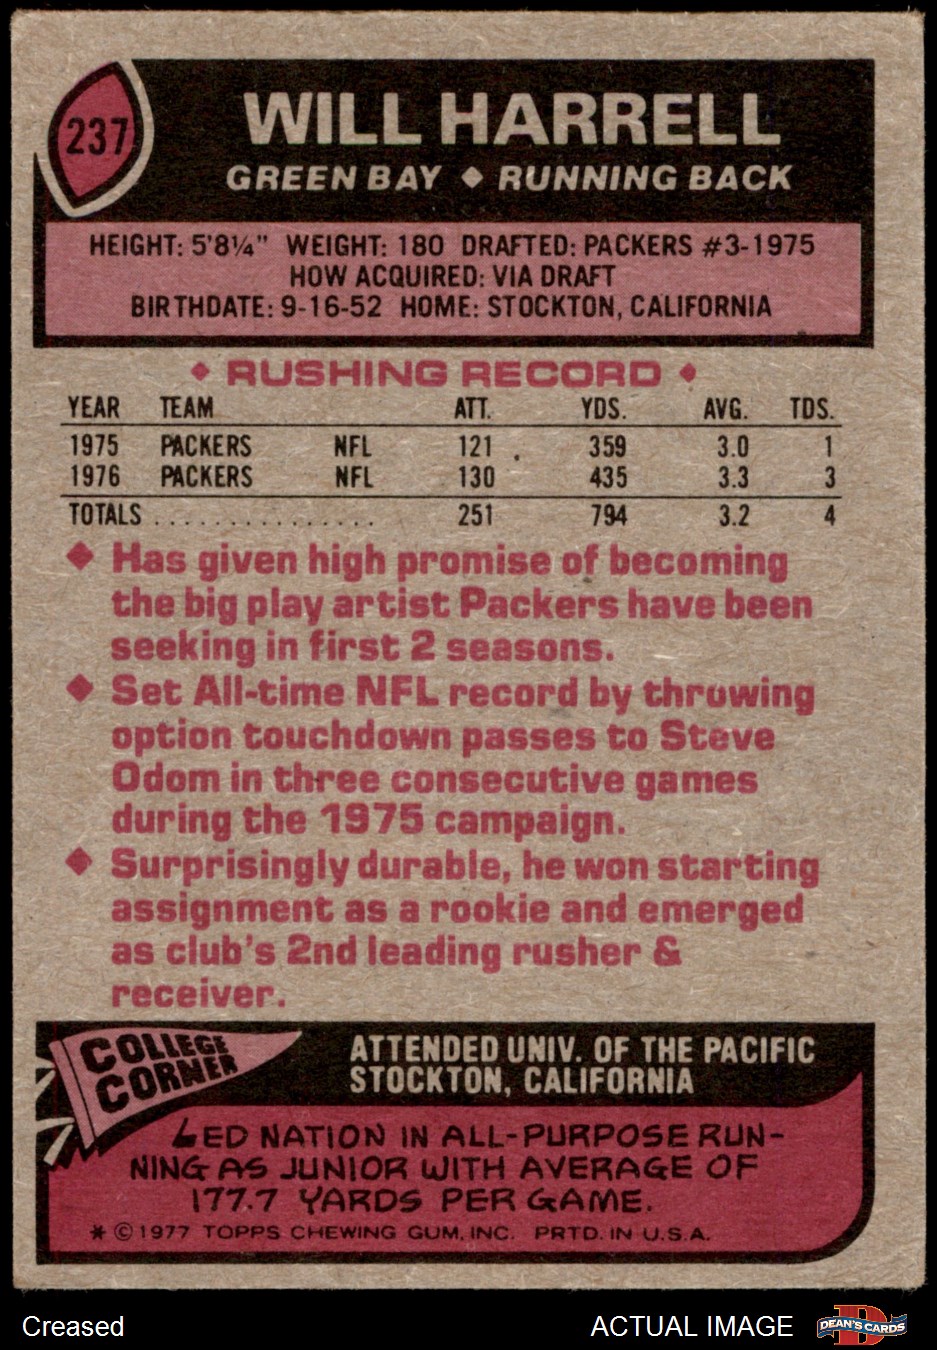 237
WILL HARRELL
GREEN BAY ◆ RUNNING BACK
HEIGHT: 5'8¼" WEIGHT: 180 DRAFTED: PACKERS #3-1975
HOW ACQUIRED: VIA DRAFT
BIRTHDATE: 9-16-52 HOME: STOCKTON, CALIFORNIA
◆ RUSHING RECORD ◆
YEAR TEAM ATT. YDS. AVG. TDS.
1975 PACKERS NFL 121 359 3.0 1
1976 PACKERS NFL 130 435 3.3 3
TOTALS . . . . . . . . . . . . . . . 251 794 3.2 4
◆ Has given high promise of becoming
the big play artist Packers have been
seeking in first 2 seasons.
◆ Set All-time NFL record by throwing
option touchdown passes to Steve
Odom in three consecutive games
during the 1975 campaign.
◆ Surprisingly durable, he won starting
assignment as a rookie and emerged
as club's 2nd leading rusher &
receiver.
COLLEGE
CORNER
ATTENDED UNIV. OF THE PACIFIC
STOCKTON, CALIFORNIA
LED NATION IN ALL-PURPOSE RUN-
NING AS JUNIOR WITH AVERAGE OF
177.7 YARDS PER GAME.
* © 1977 TOPPS CHEWING GUM, INC. PRTD. IN U.S.A.
Creased
ACTUAL IMAGE
D
DEAN'S CARDS